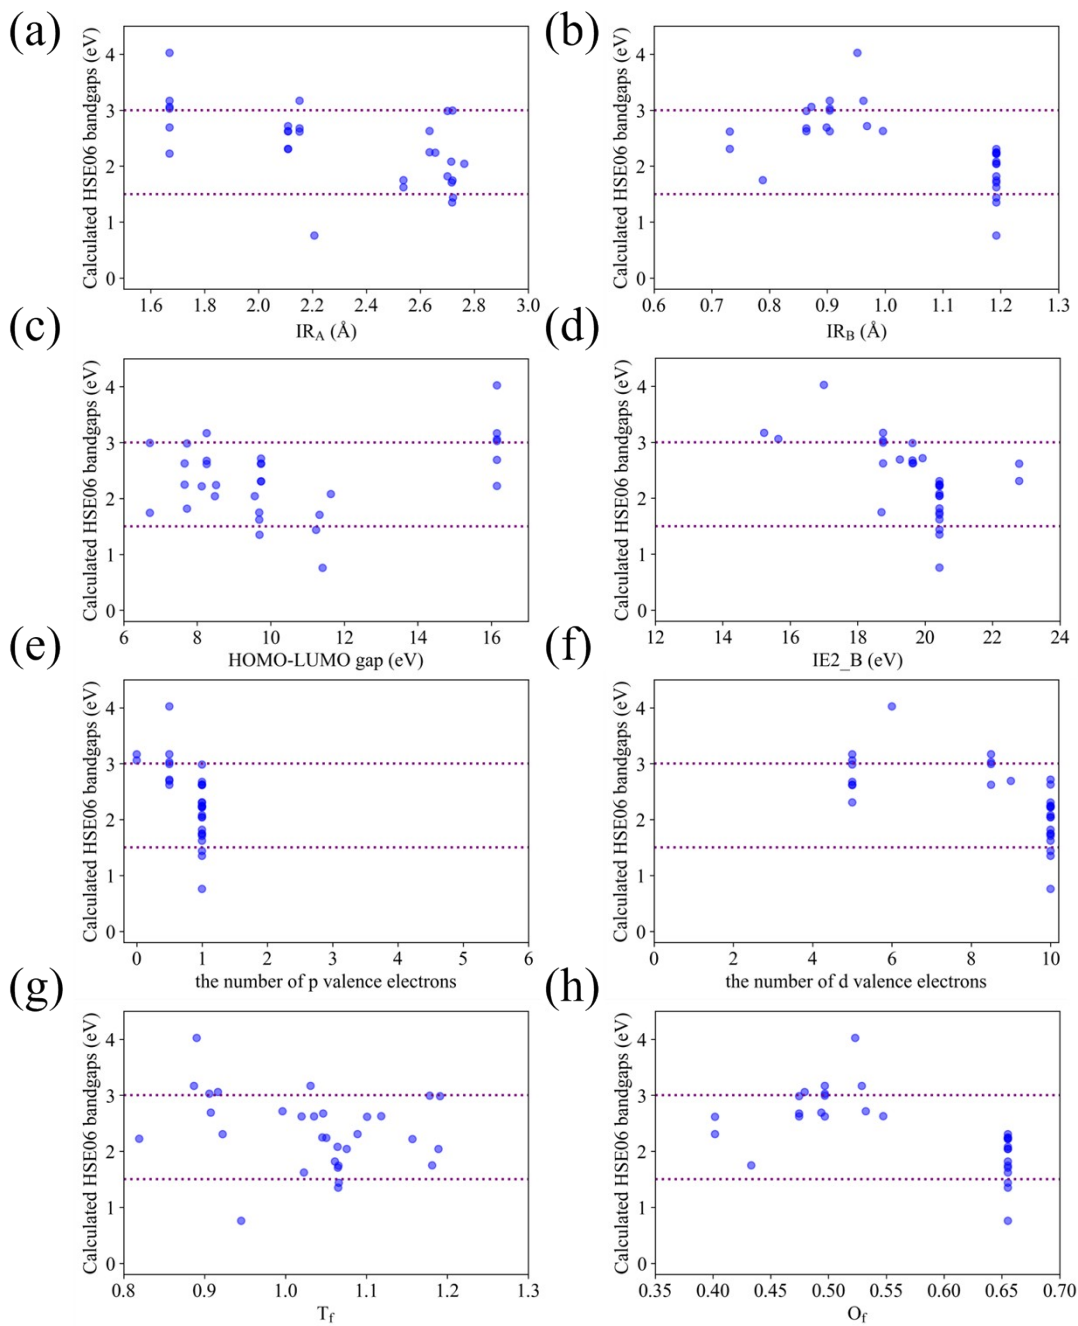 (a)
Calculated HSE06 bandgaps (eV)
4
3
2
1
0
1.6 1.8 2.0 2.2 2.4 2.6 2.8 3.0
IR_A (Å)
(b)
Calculated HSE06 bandgaps (eV)
4
3
2
1
0
0.6 0.7 0.8 0.9 1.0 1.1 1.2 1.3
IR_B (Å)
(c)
Calculated HSE06 bandgaps (eV)
4
3
2
1
0
6 8 10 12 14 16
HOMO-LUMO gap (eV)
(d)
Calculated HSE06 bandgaps (eV)
4
3
2
1
0
12 14 16 18 20 22 24
IE2_B (eV)
(e)
Calculated HSE06 bandgaps (eV)
4
3
2
1
0
0 1 2 3 4 5 6
the number of p valence electrons
(f)
Calculated HSE06 bandgaps (eV)
4
3
2
1
0
0 2 4 6 8 10
the number of d valence electrons
(g)
Calculated HSE06 bandgaps (eV)
4
3
2
1
0
0.8 0.9 1.0 1.1 1.2 1.3
T_f
(h)
Calculated HSE06 bandgaps (eV)
4
3
2
1
0
0.35 0.40 0.45 0.50 0.55 0.60 0.65 0.70
O_f